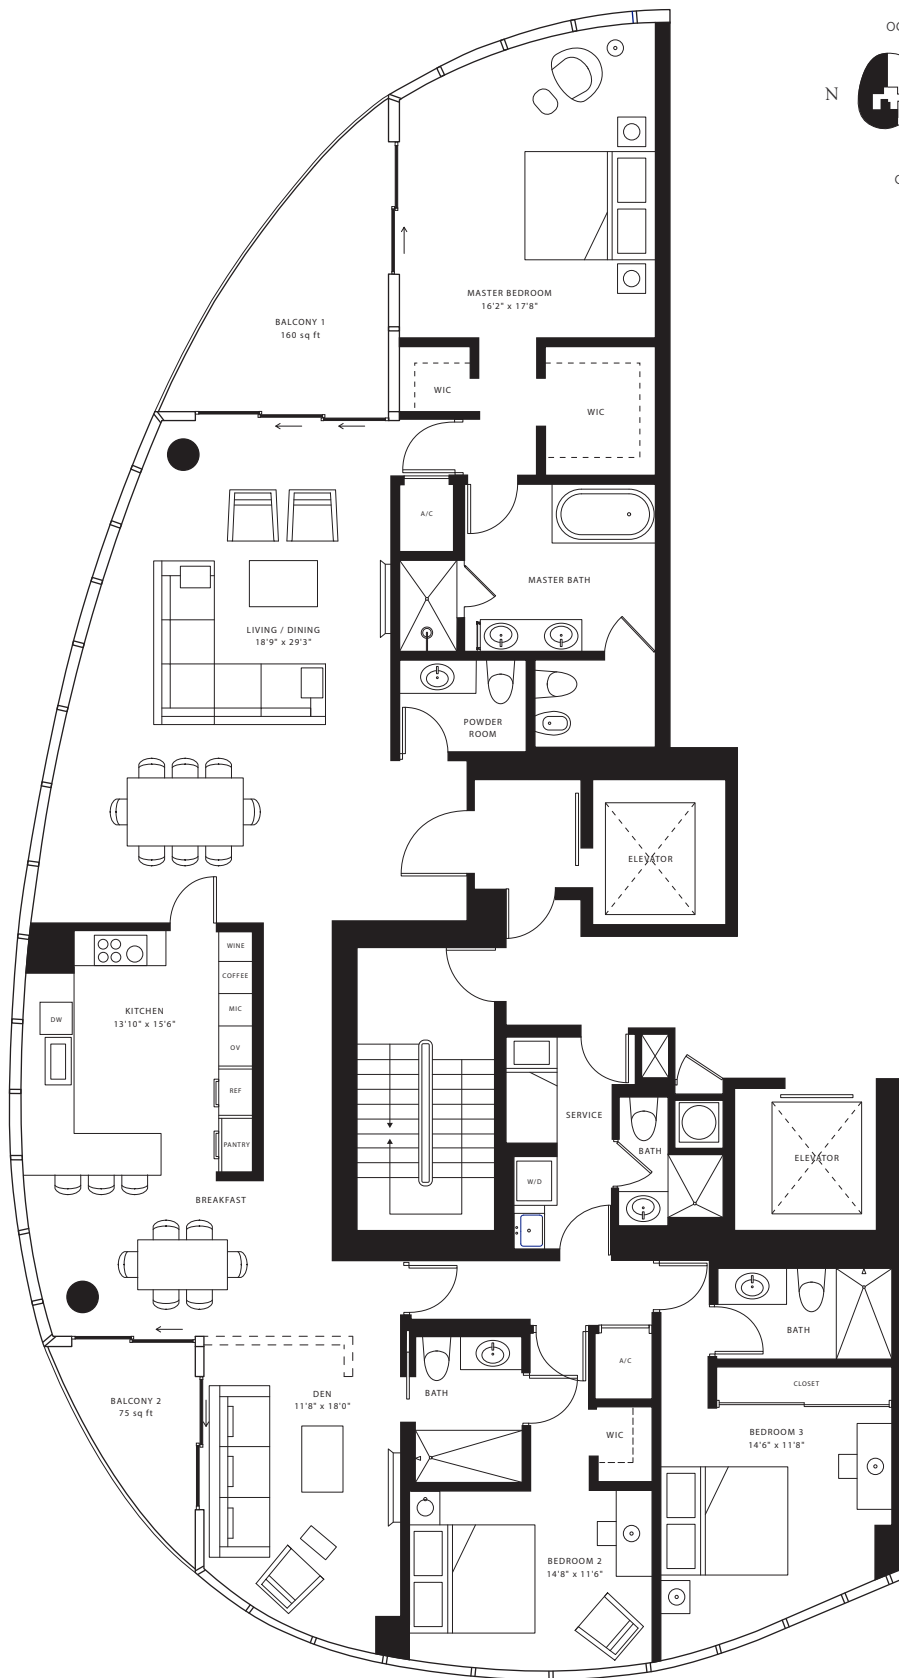 N
MASTER BEDROOM
16'2" x 17'8"
BALCONY 1
160 sq ft
WIC
WIC
A/C
MASTER BATH
LIVING / DINING
18'9" x 29'3"
POWDER
ROOM
ELEVATOR
WINE
COFFEE
KITCHEN
13'10" x 15'6"
MIC
DW
OV
REF
PANTRY
SERVICE
BATH
ELEVATOR
W/D
BREAKFAST
BATH
A/C
CLOSET
DEN
11'8" x 18'0"
BATH
BALCONY 2
75 sq ft
WIC
BEDROOM 3
14'6" x 11'8"
BEDROOM 2
14'8" x 11'6"